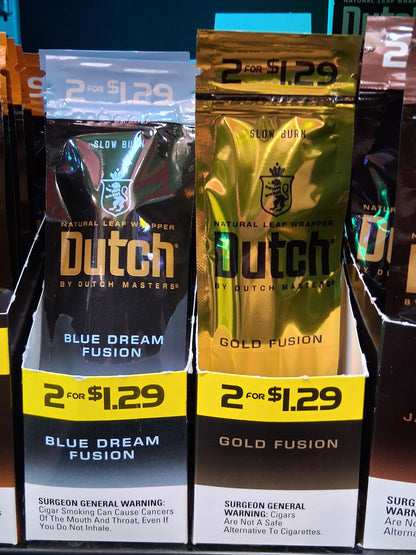 2 FOR $1.29
SLOW BURN
NATURAL LEAF WRAPPER
Dutch®
BY DUTCH MASTERS®
BLUE DREAM
FUSION
2 FOR $1.29
BLUE DREAM
FUSION
SURGEON GENERAL WARNING:
Cigar Smoking Can Cause Cancers
Of The Mouth And Throat, Even If
You Do Not Inhale.
2 FOR $1.29
SLOW BURN
NATURAL LEAF WRAPPER
Dutch®
BY DUTCH MASTERS®
GOLD FUSION
2 FOR $1.29
GOLD FUSION
SURGEON GENERAL
WARNING: Cigars
Are Not A Safe
Alternative To Cigarettes.